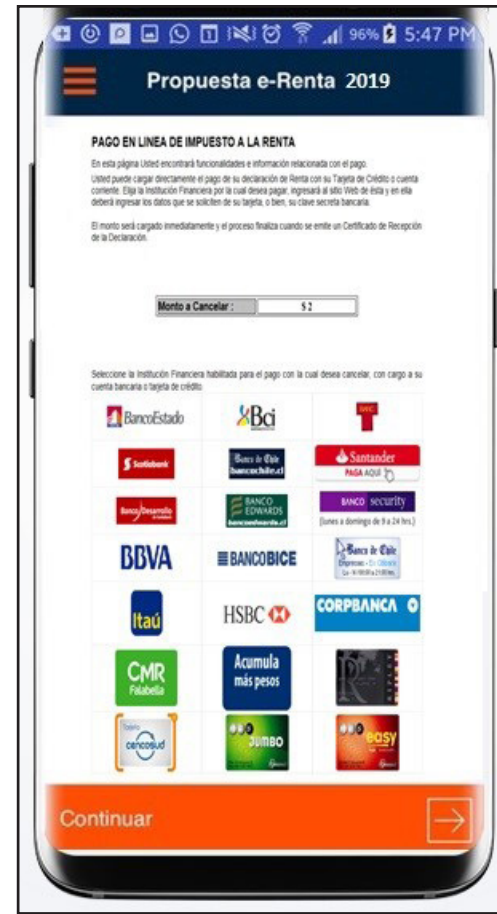 96% 5:47 PM
Propuesta e-Renta 2019
PAGO EN LINEA DE IMPUESTO A LA RENTA
En esta página Usted encontrará funcionalidades e información relacionada con el pago.
Usted puede cargar directamente el pago de su declaración de Renta con su Tarjeta de Crédito o cuenta
corriente. Elija la Institución Financiera por la cual desea pagar, ingresará al sitio Web de ésta y en ella
deberá ingresar los datos que se soliciten de su tarjeta, o bien, su clave secreta bancaria.
El monto será cargado inmediatamente y el proceso finaliza cuando se emite un Certificado de Recepción
de la Declaración.
Monto a Cancelar : $ 2
Seleccione la Institución Financiera habilitada para el pago con la cual desea cancelar, con cargo a su
cuenta bancaria o tarjeta de crédito.
BancoEstado Bci
Scotiabank Banco de Chile Santander
bancochile.cl PAGA AQUÍ
Banco Desarrollo BANCO EDWARDS BANCO security
bancoedwards.cl (lunes a domingo de 9 a 24 hrs.)
BBVA BANCOBICE Banco de Chile
Itaú HSBC CORPBANCA
CMR Falabella Acumula más pesos
Tarjeta cencosud JUMBO easy
Continuar